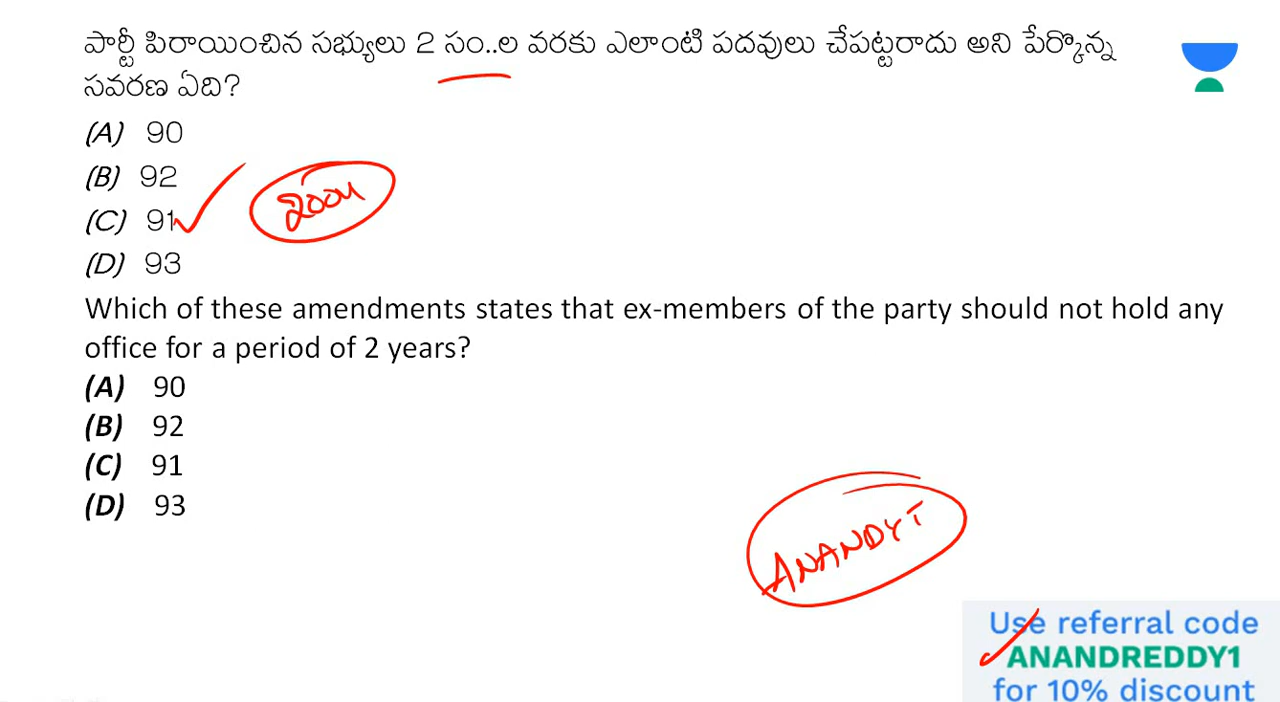 పార్టీ పిరాయించిన సభ్యులు 2 సం..ల వరకు ఎలాంటి పదవులు చేపట్టరాదు అని పేర్కొన్న
సవరణ ఏది?
(A) 90
(B) 92
(C) 91
2004
(D) 93
Which of these amendments states that ex-members of the party should not hold any
office for a period of 2 years?
(A) 90
(B) 92
(C) 91
(D) 93
ANANDY1
Use referral code
ANANDREDDY1
for 10% discount